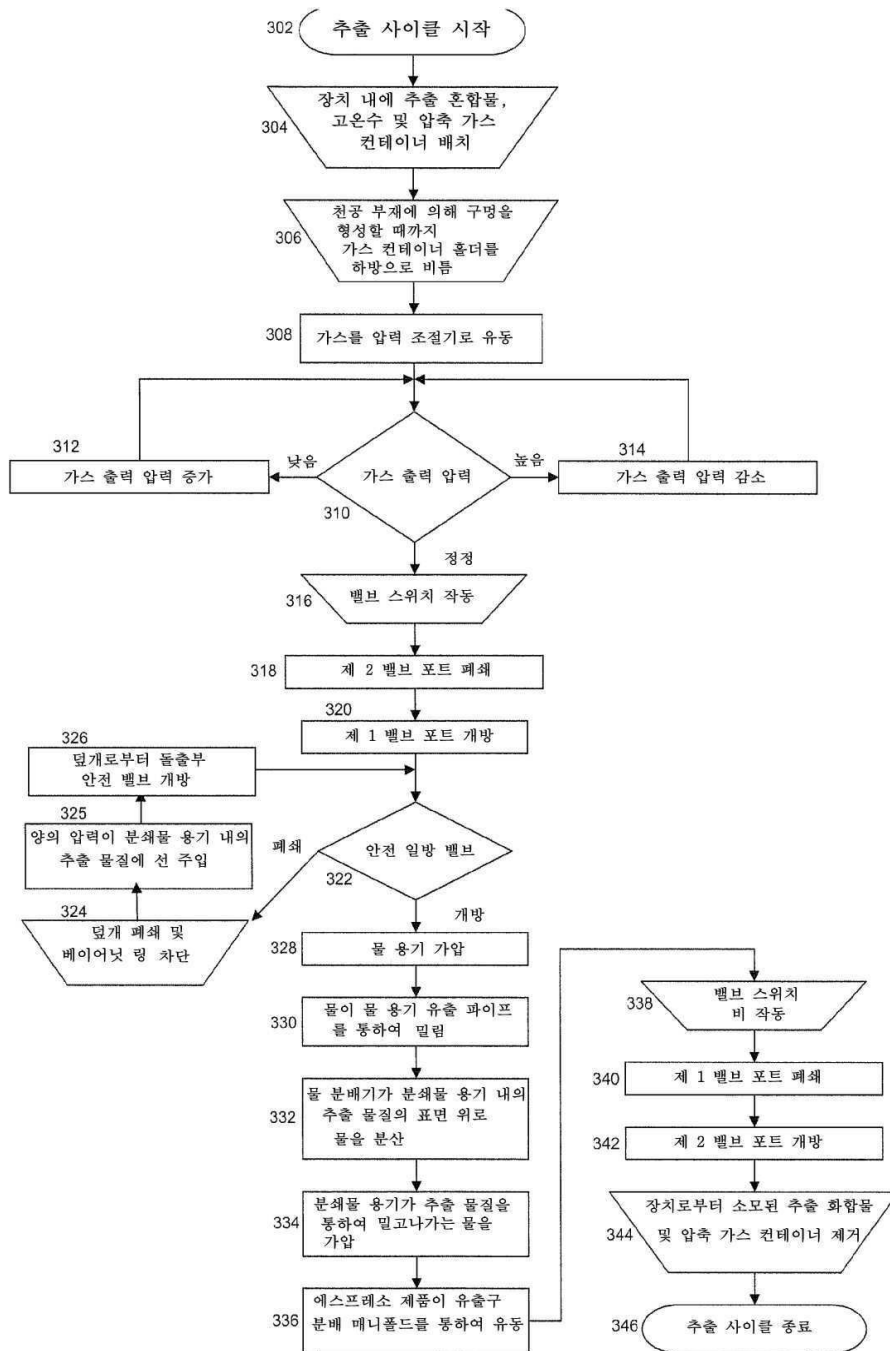 302
추출 사이클 시작
304
장치 내에 추출 혼합물,
고온수 및 압축 가스
컨테이너 배치
306
천공 부재에 의해 구멍을
형성할 때까지
가스 컨테이너 홀더를
하방으로 비틈
308
가스를 압력 조절기로 유동
312
가스 출력 압력 증가
낮음
가스 출력 압력
310
높음
314
가스 출력 압력 감소
정정
316
밸브 스위치 작동
318
제 2 밸브 포트 폐쇄
320
제 1 밸브 포트 개방
326
덮개로부터 돌출부
안전 밸브 개방
325
양의 압력이 분쇄물 용기 내의
추출 물질에 선 주입
324
덮개 폐쇄 및
베이어닛 링 차단
폐쇄
안전 일방 밸브
322
개방
328
물 용기 가압
330
물이 물 용기 유출 파이프
를 통하여 밀림
332
물 분배기가 분쇄물 용기 내의
추출 물질의 표면 위로
물을 분산
334
분쇄물 용기가 추출 물질을
통하여 밀고나가는 물을
가압
336
에스프레소 제품이 유출구
분배 매니폴드를 통하여 유동
338
밸브 스위치
비 작동
340
제 1 밸브 포트 폐쇄
342
제 2 밸브 포트 개방
344
장치로부터 소모된 추출 화합물
및 압축 가스 컨테이너 제거
346
추출 사이클 종료